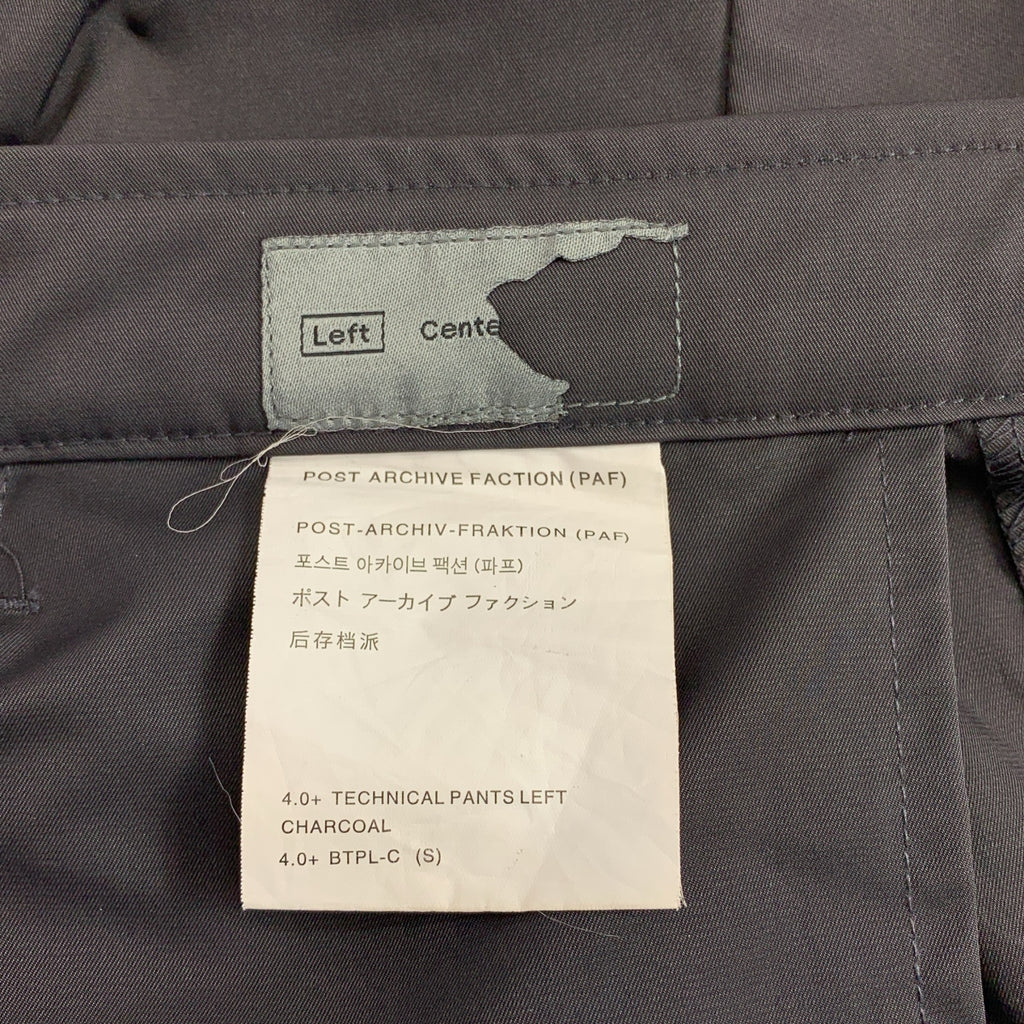 Left Cente
POST ARCHIVE FACTION (PAF)
POST-ARCHIV-FRAKTION (PAF)
포스트 아카이브 팩션 (파프)
ポスト アーカイブ ファクション
后存档派
4.0+ TECHNICAL PANTS LEFT
CHARCOAL
4.0+ BTPL-C (S)